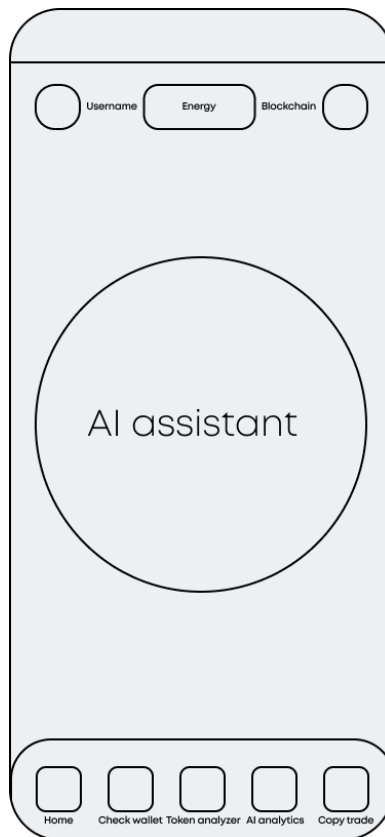 Username Energy Blockchain
AI assistant
Home Check wallet Token analyzer AI analytics Copy trade